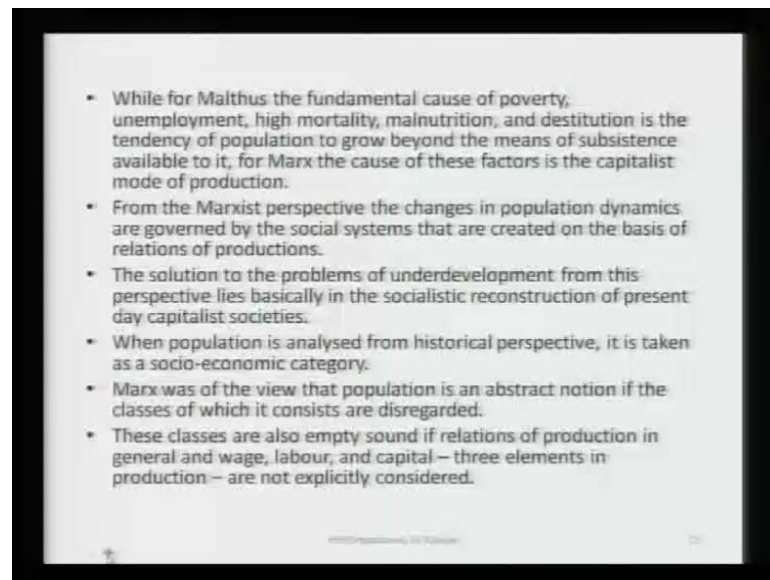 • While for Malthus the fundamental cause of poverty,
unemployment, high mortality, malnutrition, and destitution is the
tendency of population to grow beyond the means of subsistence
available to it, for Marx the cause of these factors is the capitalist
mode of production.
• From the Marxist perspective the changes in population dynamics
are governed by the social systems that are created on the basis of
relations of productions.
• The solution to the problems of underdevelopment from this
perspective lies basically in the socialistic reconstruction of present
day capitalist societies.
• When population is analysed from historical perspective, it is taken
as a socio-economic category.
• Marx was of the view that population is an abstract notion if the
classes of which it consists are disregarded.
• These classes are also empty sound if relations of production in
general and wage, labour, and capital – three elements in
production – are not explicitly considered.